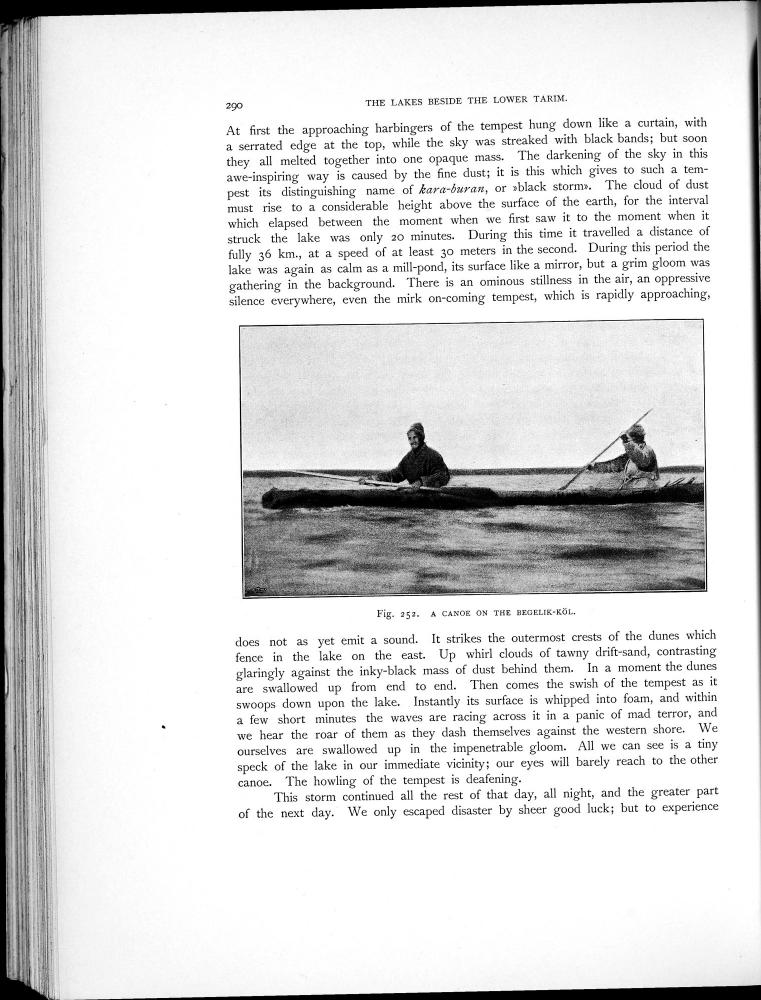 290 THE LAKES BESIDE THE LOWER TARIM.
At first the approaching harbingers of the tempest hung down like a curtain, with
a serrated edge at the top, while the sky was streaked with black bands; but soon
they all melted together into one opaque mass. The darkening of the sky in this
awe-inspiring way is caused by the fine dust; it is this which gives to such a tem-
pest its distinguishing name of kara-buran, or »black storm». The cloud of dust
must rise to a considerable height above the surface of the earth, for the interval
which elapsed between the moment when we first saw it to the moment when it
struck the lake was only 20 minutes. During this time it travelled a distance of
fully 36 km., at a speed of at least 30 meters in the second. During this period the
lake was again as calm as a mill-pond, its surface like a mirror, but a grim gloom was
gathering in the background. There is an ominous stillness in the air, an oppressive
silence everywhere, even the mirk on-coming tempest, which is rapidly approaching,
Fig. 252. A CANOE ON THE BEGELIK-KÖL.
does not as yet emit a sound. It strikes the outermost crests of the dunes which
fence in the lake on the east. Up whirl clouds of tawny drift-sand, contrasting
glaringly against the inky-black mass of dust behind them. In a moment the dunes
are swallowed up from end to end. Then comes the swish of the tempest as it
swoops down upon the lake. Instantly its surface is whipped into foam, and within
a few short minutes the waves are racing across it in a panic of mad terror, and
we hear the roar of them as they dash themselves against the western shore. We
ourselves are swallowed up in the impenetrable gloom. All we can see is a tiny
speck of the lake in our immediate vicinity; our eyes will barely reach to the other
canoe. The howling of the tempest is deafening.
This storm continued all the rest of that day, all night, and the greater part
of the next day. We only escaped disaster by sheer good luck; but to experience